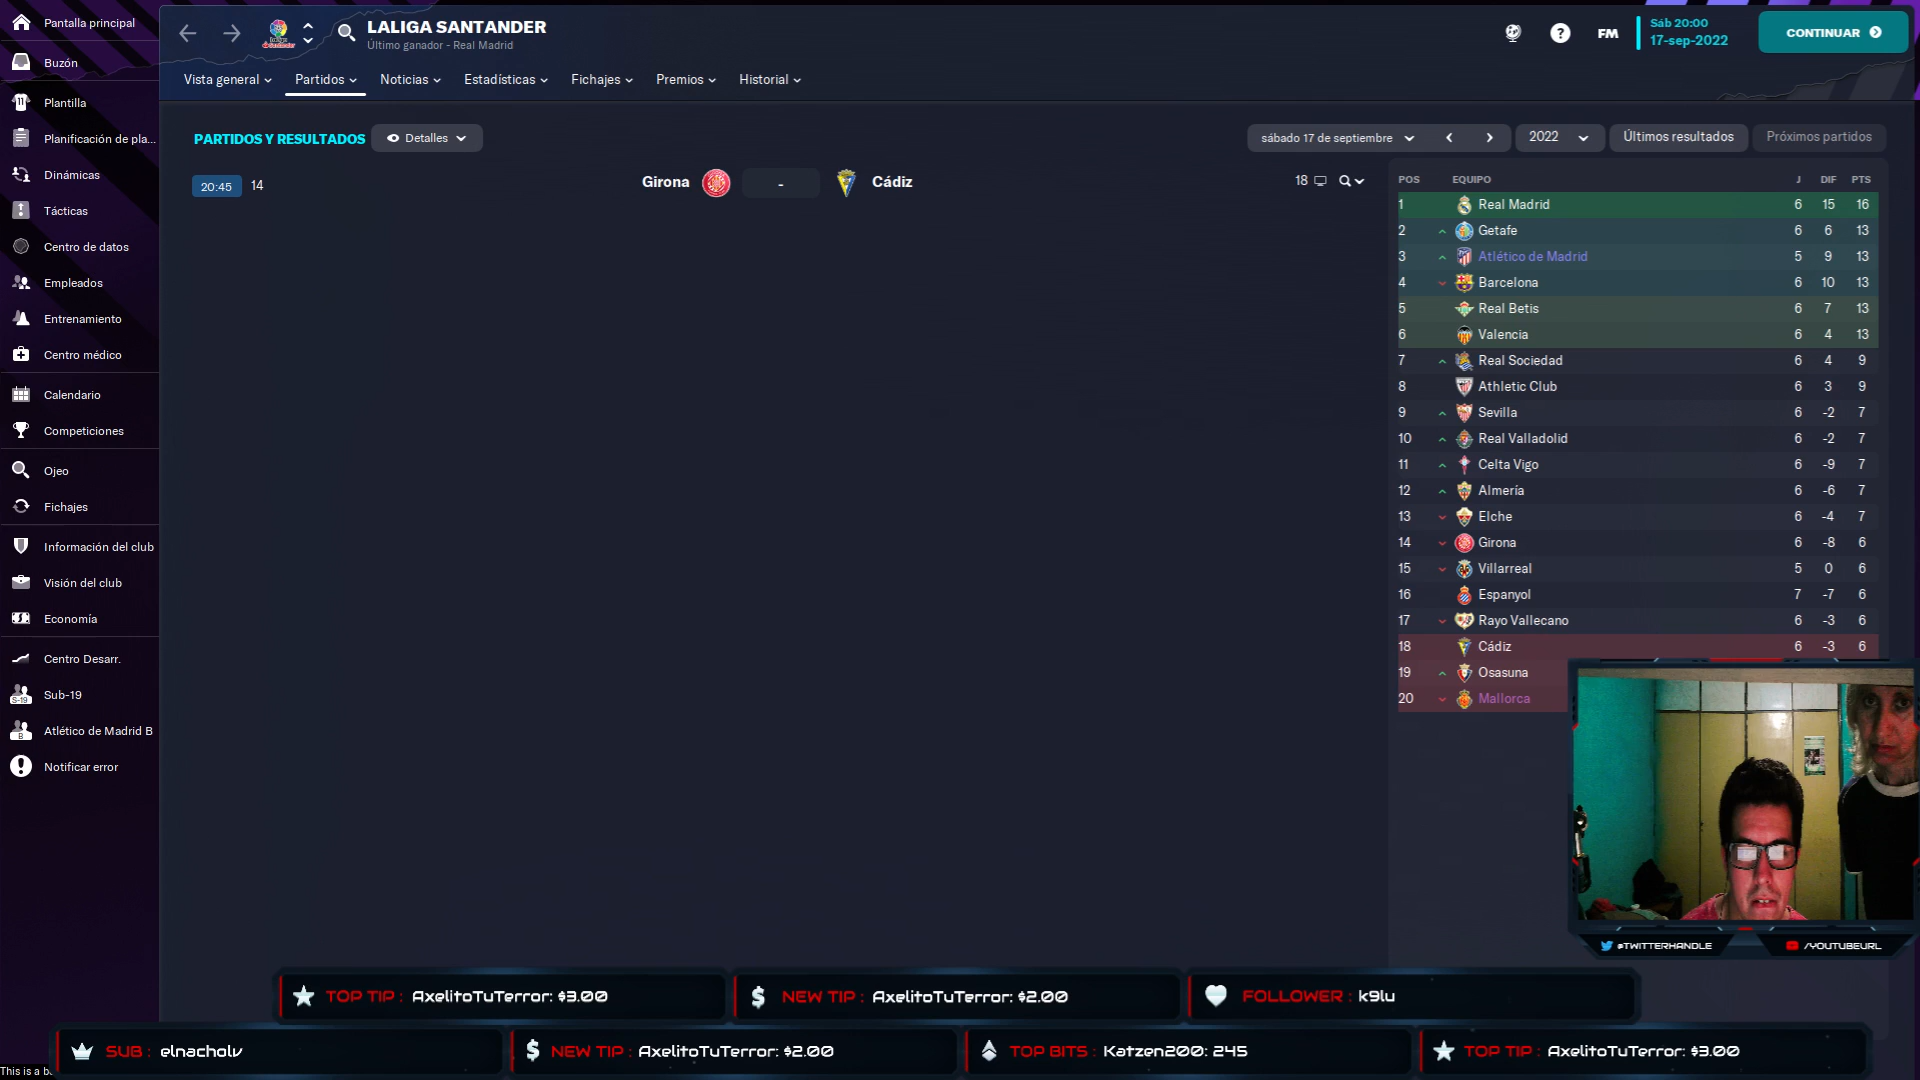 Pantalla principal
Buzón
Plantilla
Planificación de pla...
Dinámicas
Tácticas
Centro de datos
Empleados
Entrenamiento
Centro médico
Calendario
Competiciones
Ojeo
Fichajes
Información del club
Visión del club
Economía
Centro Desarr.
Sub-19
Atlético de Madrid B
Notificar error
LALIGA SANTANDER
Último ganador - Real Madrid
FM
Sáb 20:00
17-sep-2022
CONTINUAR
Vista general
Partidos
Noticias
Estadísticas
Fichajes
Premios
Historial
PARTIDOS Y RESULTADOS
Detalles
sábado 17 de septiembre
2022
Últimos resultados
Próximos partidos
20:45 14 Girona - Cádiz 18
POS EQUIPO J DIF PTS
1 Real Madrid 6 15 16
2 Getafe 6 6 13
3 Atlético de Madrid 5 9 13
4 Barcelona 6 10 13
5 Real Betis 6 7 13
6 Valencia 6 4 13
7 Real Sociedad 6 4 9
8 Athletic Club 6 3 9
9 Sevilla 6 -2 7
10 Real Valladolid 6 -2 7
11 Celta Vigo 6 -9 7
12 Almería 6 -6 7
13 Elche 6 -4 7
14 Girona 6 -8 6
15 Villarreal 5 0 6
16 Espanyol 7 -7 6
17 Rayo Vallecano 6 -3 6
18 Cádiz 6 -3 6
19 Osasuna
20 Mallorca
@TWITTERHANDLE
/YOUTUBEURL
TOP TIP : AxelitoTuTerror: $3.00
NEW TIP : AxelitoTuTerror: $2.00
FOLLOWER : k9lu
SUB : elnacholv
NEW TIP : AxelitoTuTerror: $2.00
TOP BITS : Katzen200: 245
TOP TIP : AxelitoTuTerror: $3.00
This is a